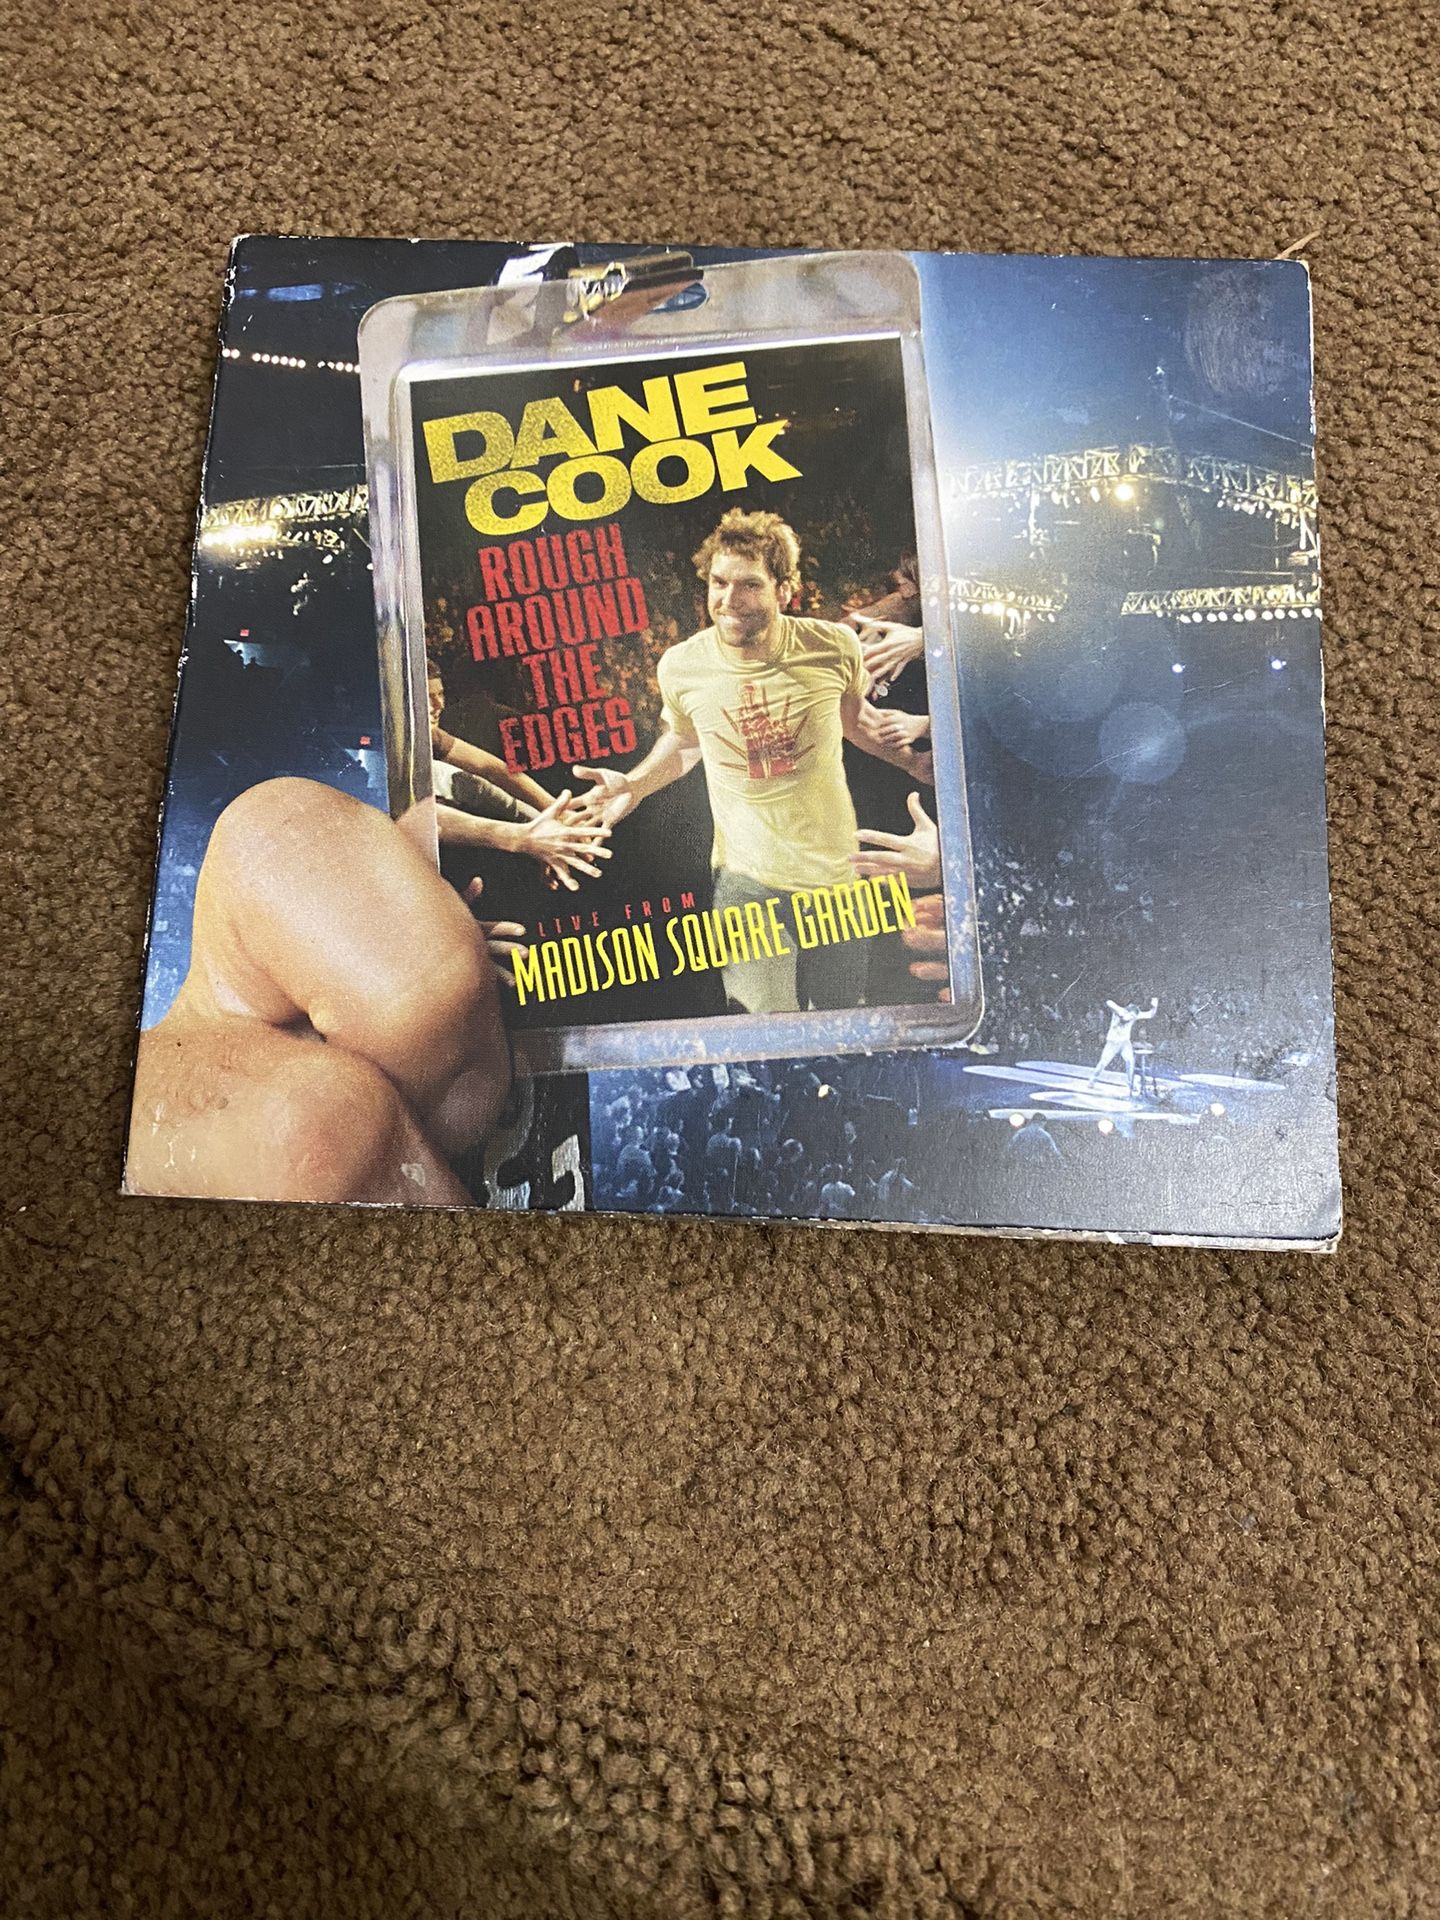 DANE
COOK
ROUGH
AROUND
THE
EDGES
LIVE FROM
MADISON SQUARE GARDEN